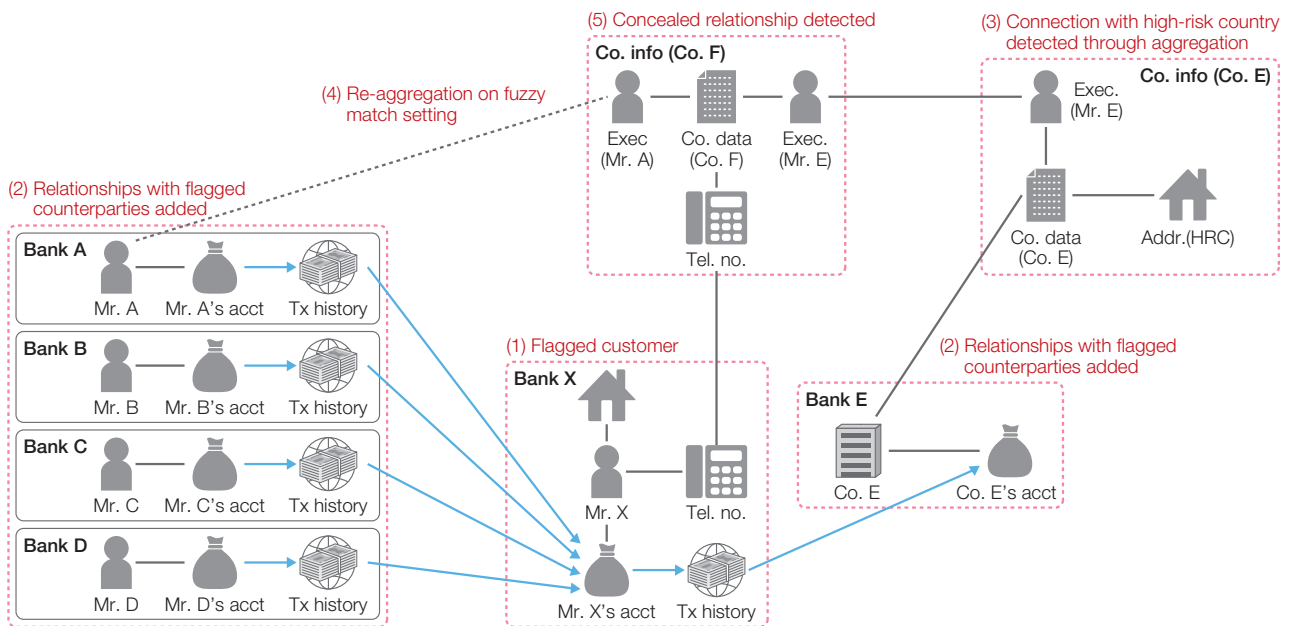 (5) Concealed relationship detected
Co. info (Co. F)
Exec
(Mr. A)
Co. data
(Co. F)
Exec.
(Mr. E)
Tel. no.
(3) Connection with high-risk country
detected through aggregation
Co. info (Co. E)
Exec.
(Mr. E)
Co. data
(Co. E)
Addr.(HRC)
(4) Re-aggregation on fuzzy
match setting
(2) Relationships with flagged
counterparties added
Bank A
Mr. A
Mr. A's acct
Tx history
Bank B
Mr. B
Mr. B's acct
Tx history
Bank C
Mr. C
Mr. C's acct
Tx history
Bank D
Mr. D
Mr. D's acct
Tx history
(1) Flagged customer
Bank X
Mr. X
Tel. no.
Mr. X's acct
Tx history
(2) Relationships with flagged
counterparties added
Bank E
Co. E
Co. E's acct